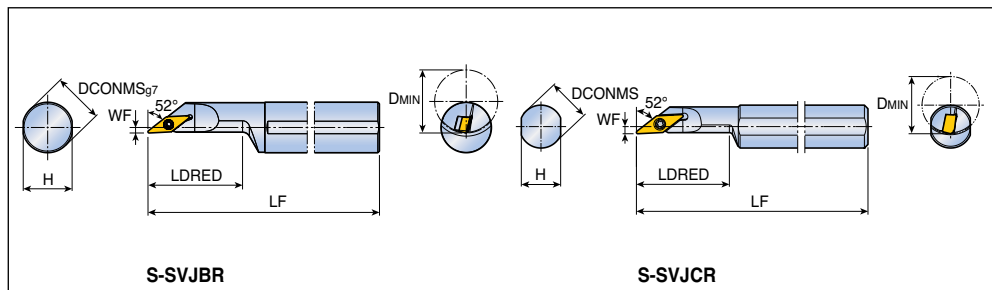 DCONMSg7
WF
52°
H
LDRED
LF
DMIN
S-SVJBR
DCONMS
WF
52°
H
LDRED
LF
DMIN
S-SVJCR